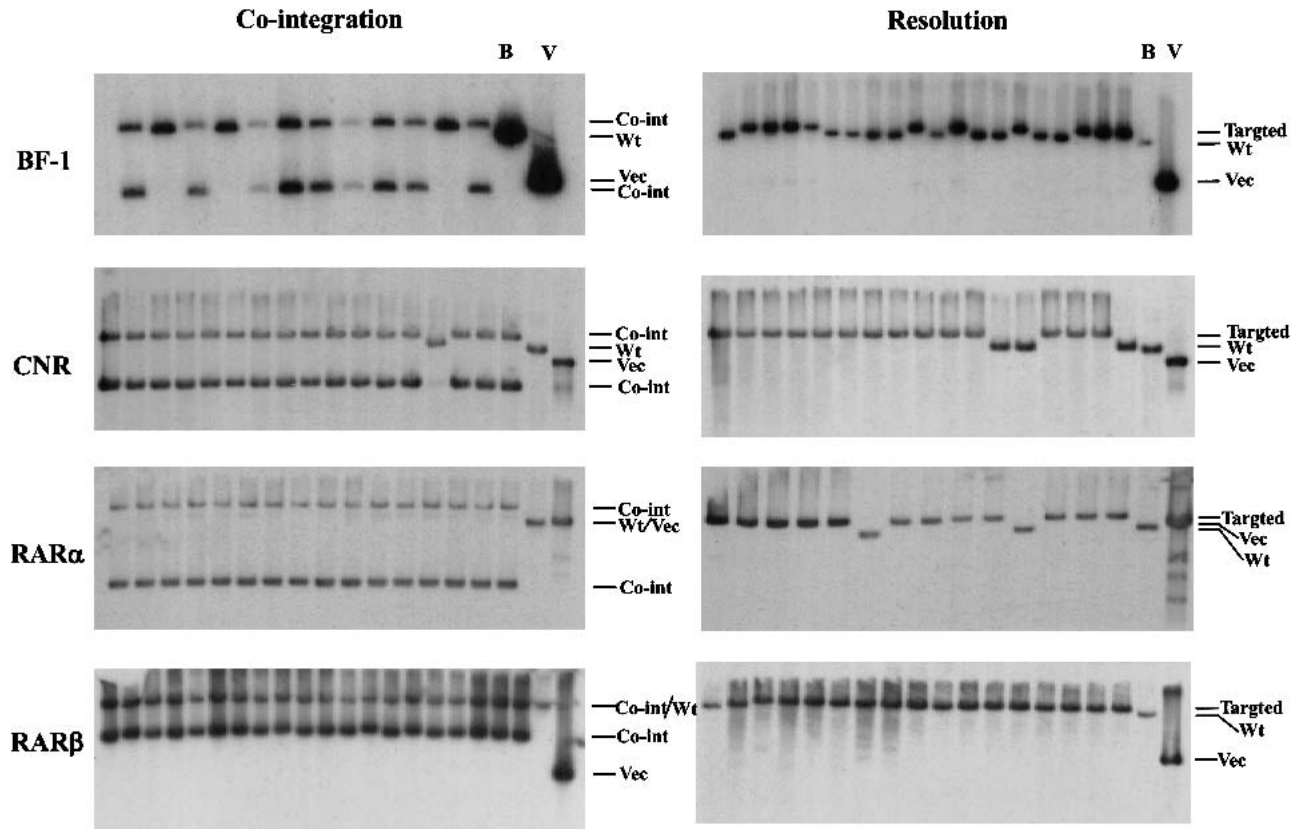 Co-integration
Resolution
B V
B V
BF-1
Co-int
Wt
Vec
Co-int
Targted
Wt
Vec
CNR
Co-int
Wt
Vec
Co-int
Targted
Wt
Vec
RARα
Co-int
Wt/Vec
Co-int
Targted
Vec
Wt
RARβ
Co-int/Wt
Co-int
Vec
Targted
Wt
Vec